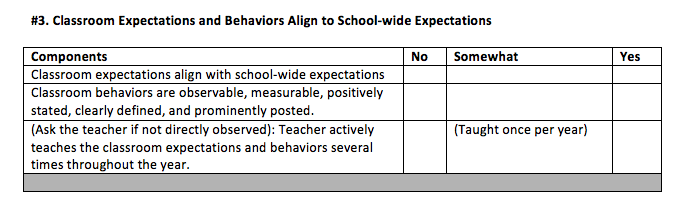 #3. Classroom Expectations and Behaviors Align to School-wide Expectations
Components No Somewhat Yes
Classroom expectations align with school-wide expectations
Classroom behaviors are observable, measurable, positively
stated, clearly defined, and prominently posted.
(Ask the teacher if not directly observed): Teacher actively (Taught once per year)
teaches the classroom expectations and behaviors several
times throughout the year.